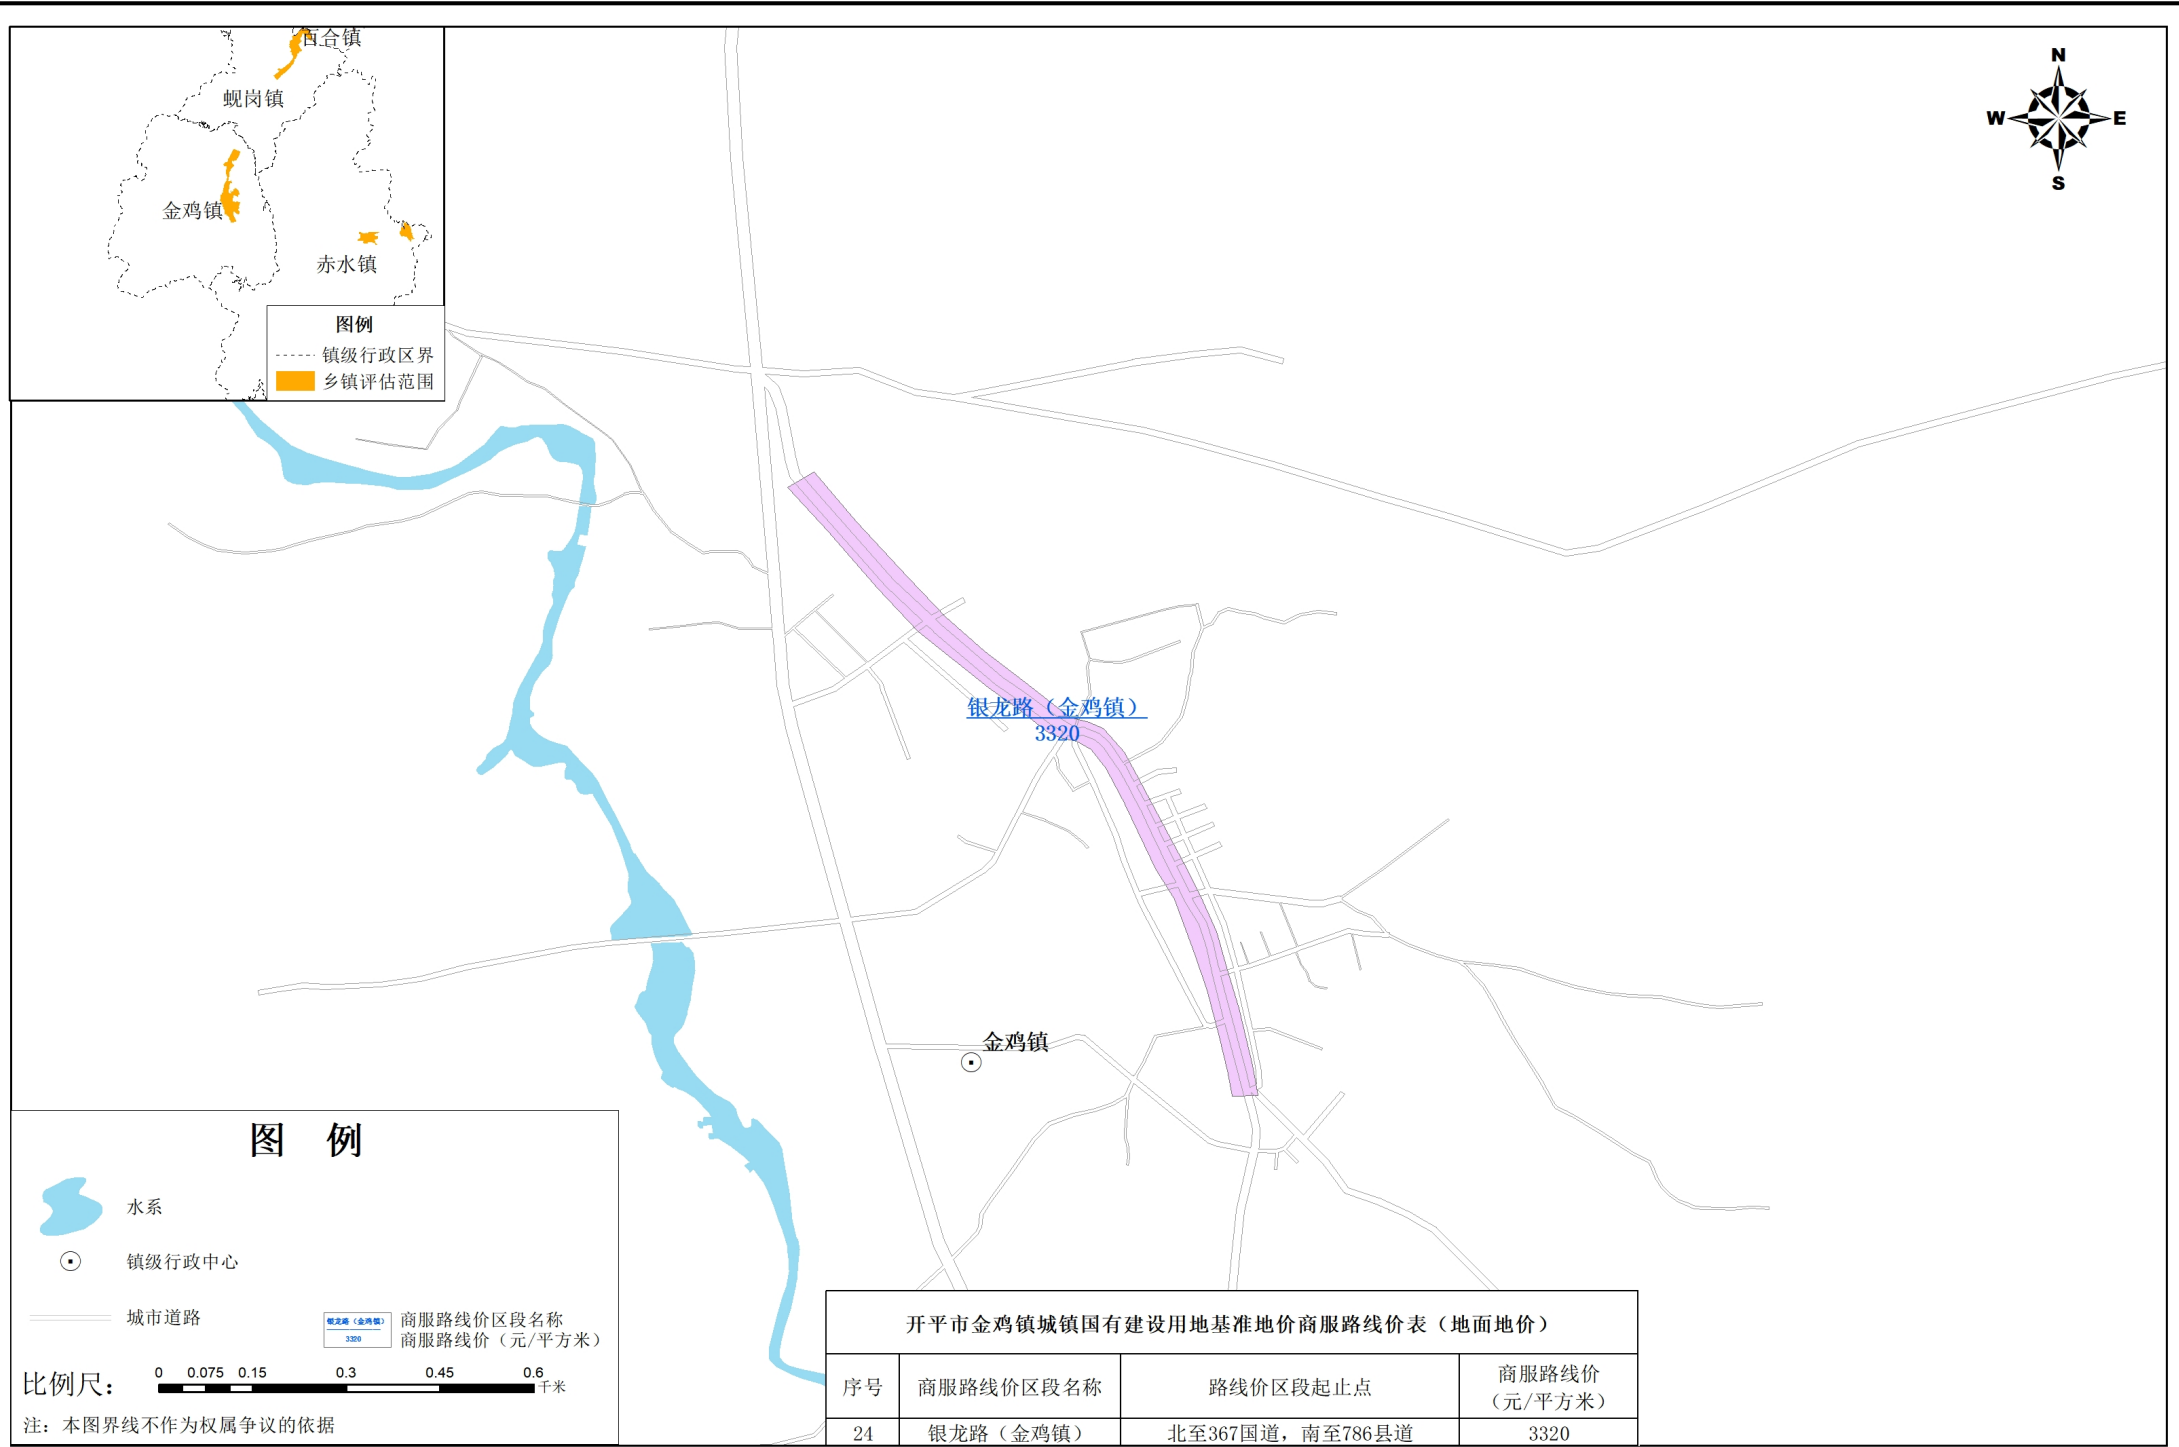 百合镇
蚬岗镇
金鸡镇
赤水镇
图例
镇级行政区界
乡镇评估范围
N
W
E
S
银龙路（金鸡镇）
3320
金鸡镇
图 例
水系
镇级行政中心
城市道路
银龙路（金鸡镇）
3320
商服路线价区段名称
商服路线价（元/平方米）
比例尺：
0 0.075 0.15 0.3 0.45 0.6
千米
注：本图界线不作为权属争议的依据
开平市金鸡镇城镇国有建设用地基准地价商服路线价表（地面地价）
序号 商服路线价区段名称 路线价区段起止点 商服路线价（元/平方米）
24 银龙路（金鸡镇） 北至367国道，南至786县道 3320